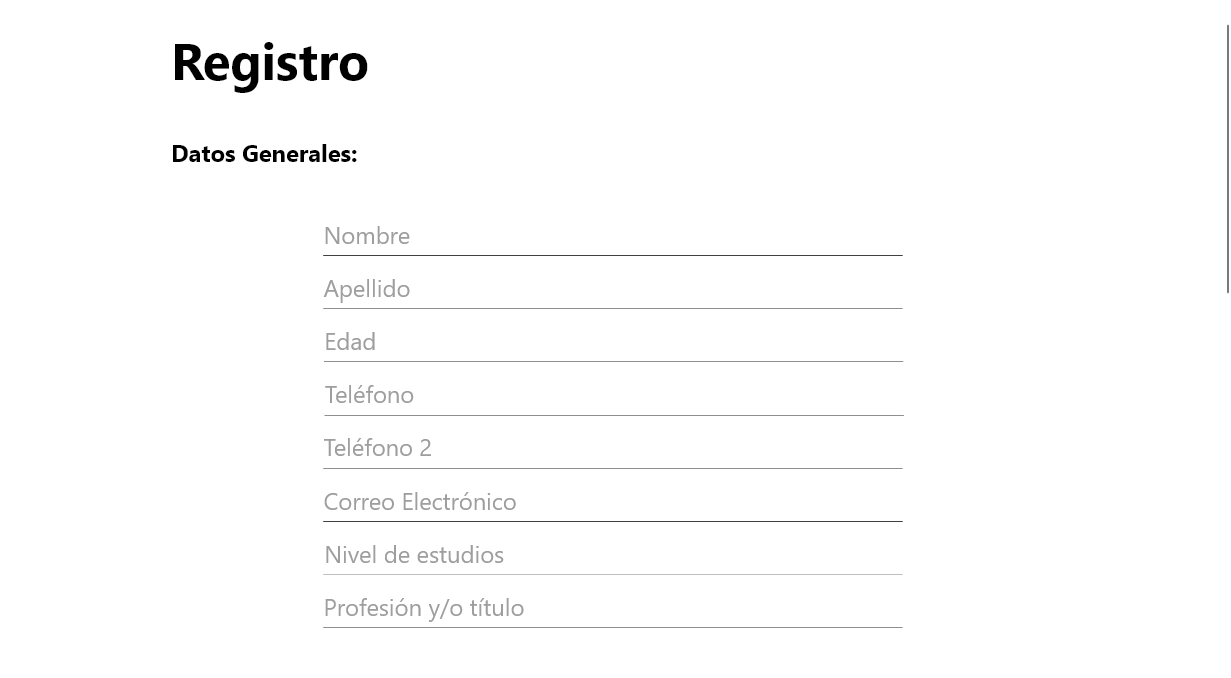 Registro
Datos Generales:
Nombre
Apellido
Edad
Teléfono
Teléfono 2
Correo Electrónico
Nivel de estudios
Profesión y/o título